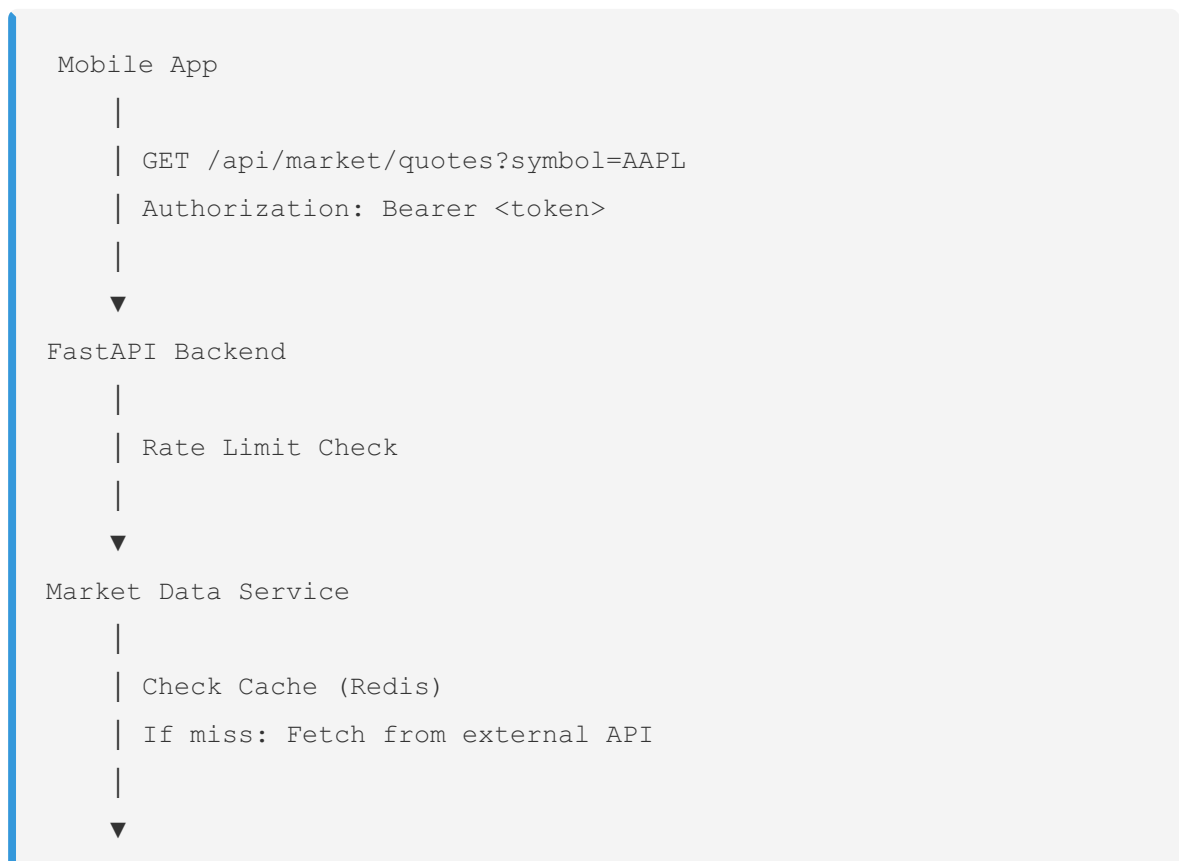 Mobile App
│
│ GET /api/market/quotes?symbol=AAPL
│ Authorization: Bearer <token>
│
▼
FastAPI Backend
│
│ Rate Limit Check
│
▼
Market Data Service
│
│ Check Cache (Redis)
│ If miss: Fetch from external API
│
▼